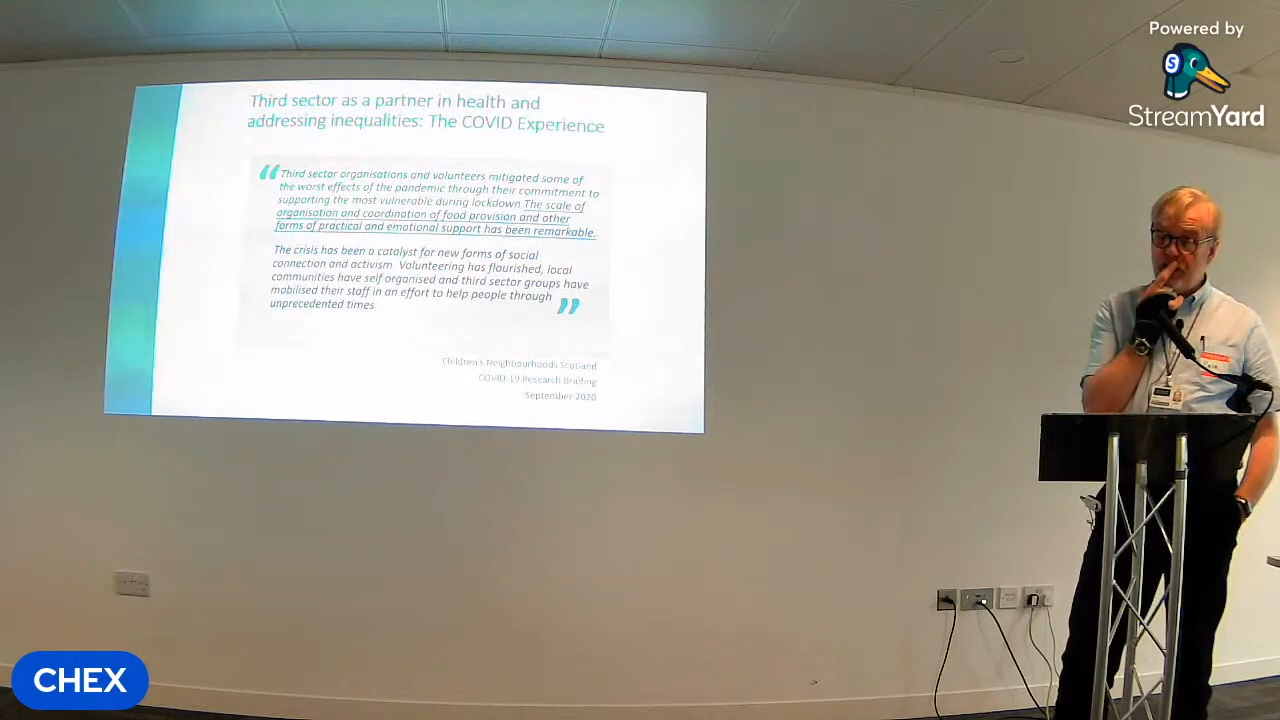 Powered by
StreamYard
Third sector as a partner in health and
addressing inequalities: The COVID Experience
“Third sector organisations and volunteers mitigated some of
the worst effects of the pandemic through their commitment to
supporting the most vulnerable during lockdown The scale of
organisation and coordination of food provision and other
forms of practical and emotional support has been remarkable.
The crisis has been a catalyst for new forms of social
connection and activism Volunteering has flourished, local
communities have self organised and third sector groups have
mobilised their staff in an effort to help people through
unprecedented times ”
Children's Neighbourhoods Scotland
COVID-19 Research Briefing
September 2020
CHEX